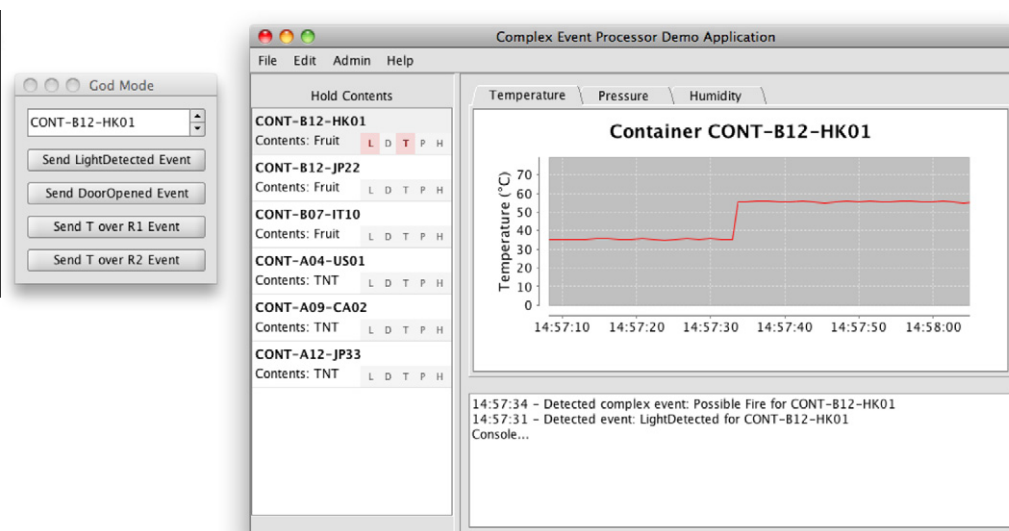 God Mode
CONT-B12-HK01
Send LightDetected Event
Send DoorOpened Event
Send T over R1 Event
Send T over R2 Event
Complex Event Processor Demo Application
File Edit Admin Help
Hold Contents
CONT-B12-HK01
Contents: Fruit L D T P H
CONT-B12-JP22
Contents: Fruit L D T P H
CONT-B07-IT10
Contents: Fruit L D T P H
CONT-A04-US01
Contents: TNT L D T P H
CONT-A09-CA02
Contents: TNT L D T P H
CONT-A12-JP33
Contents: TNT L D T P H
Temperature Pressure Humidity
Container CONT-B12-HK01
Temperature (°C)
70
60
50
40
30
20
10
0
14:57:10 14:57:20 14:57:30 14:57:40 14:57:50 14:58:00
14:57:34 - Detected complex event: Possible Fire for CONT-B12-HK01
14:57:31 - Detected event: LightDetected for CONT-B12-HK01
Console...